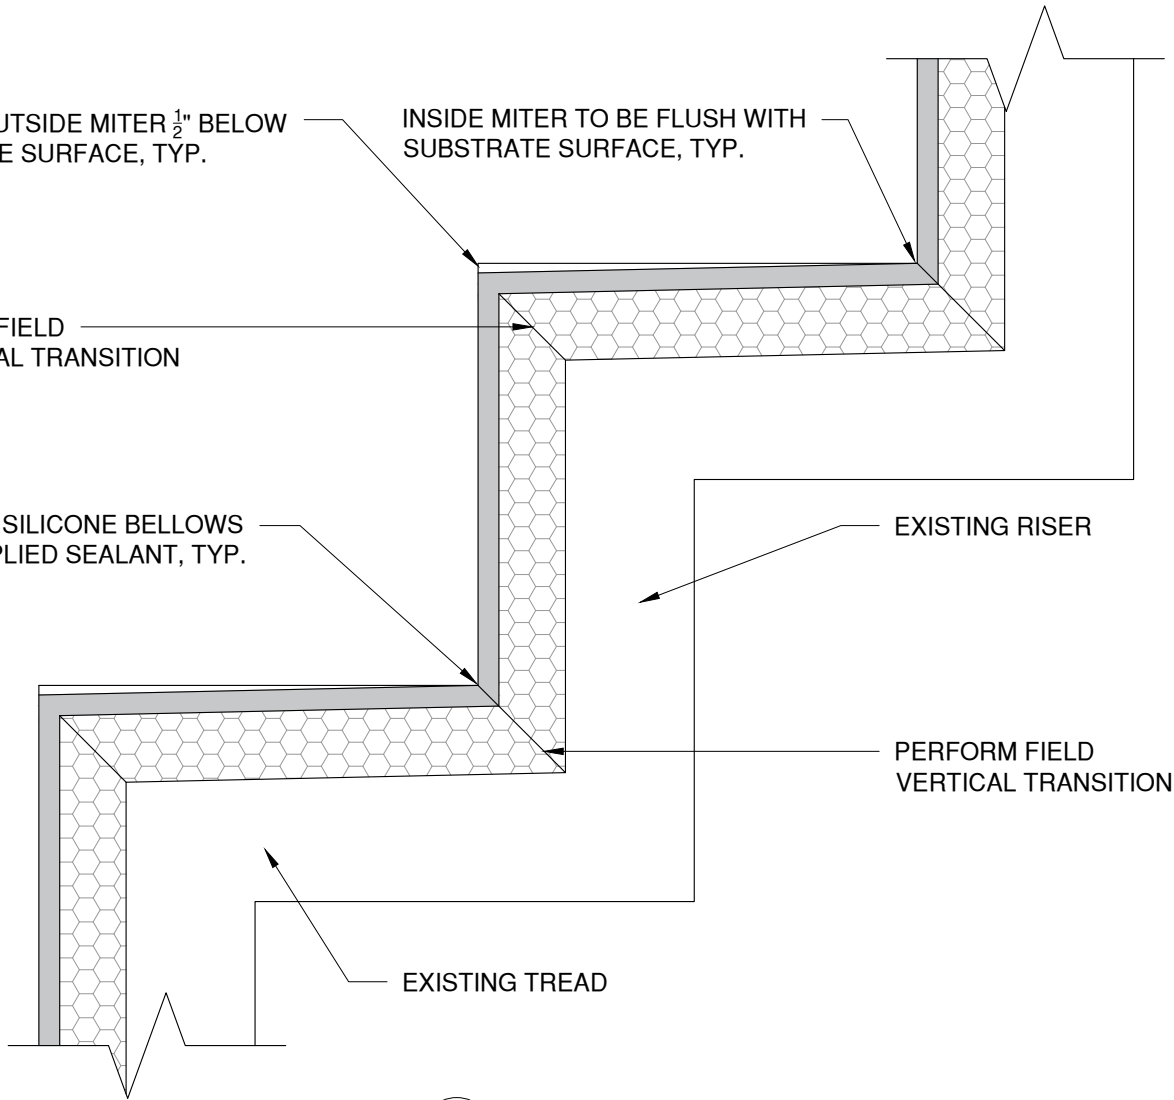 UTSIDE MITER ½" BELOW
E SURFACE, TYP.
INSIDE MITER TO BE FLUSH WITH
SUBSTRATE SURFACE, TYP.
FIELD
AL TRANSITION
SILICONE BELLOWS
PLIED SEALANT, TYP.
EXISTING RISER
PERFORM FIELD
VERTICAL TRANSITION
EXISTING TREAD